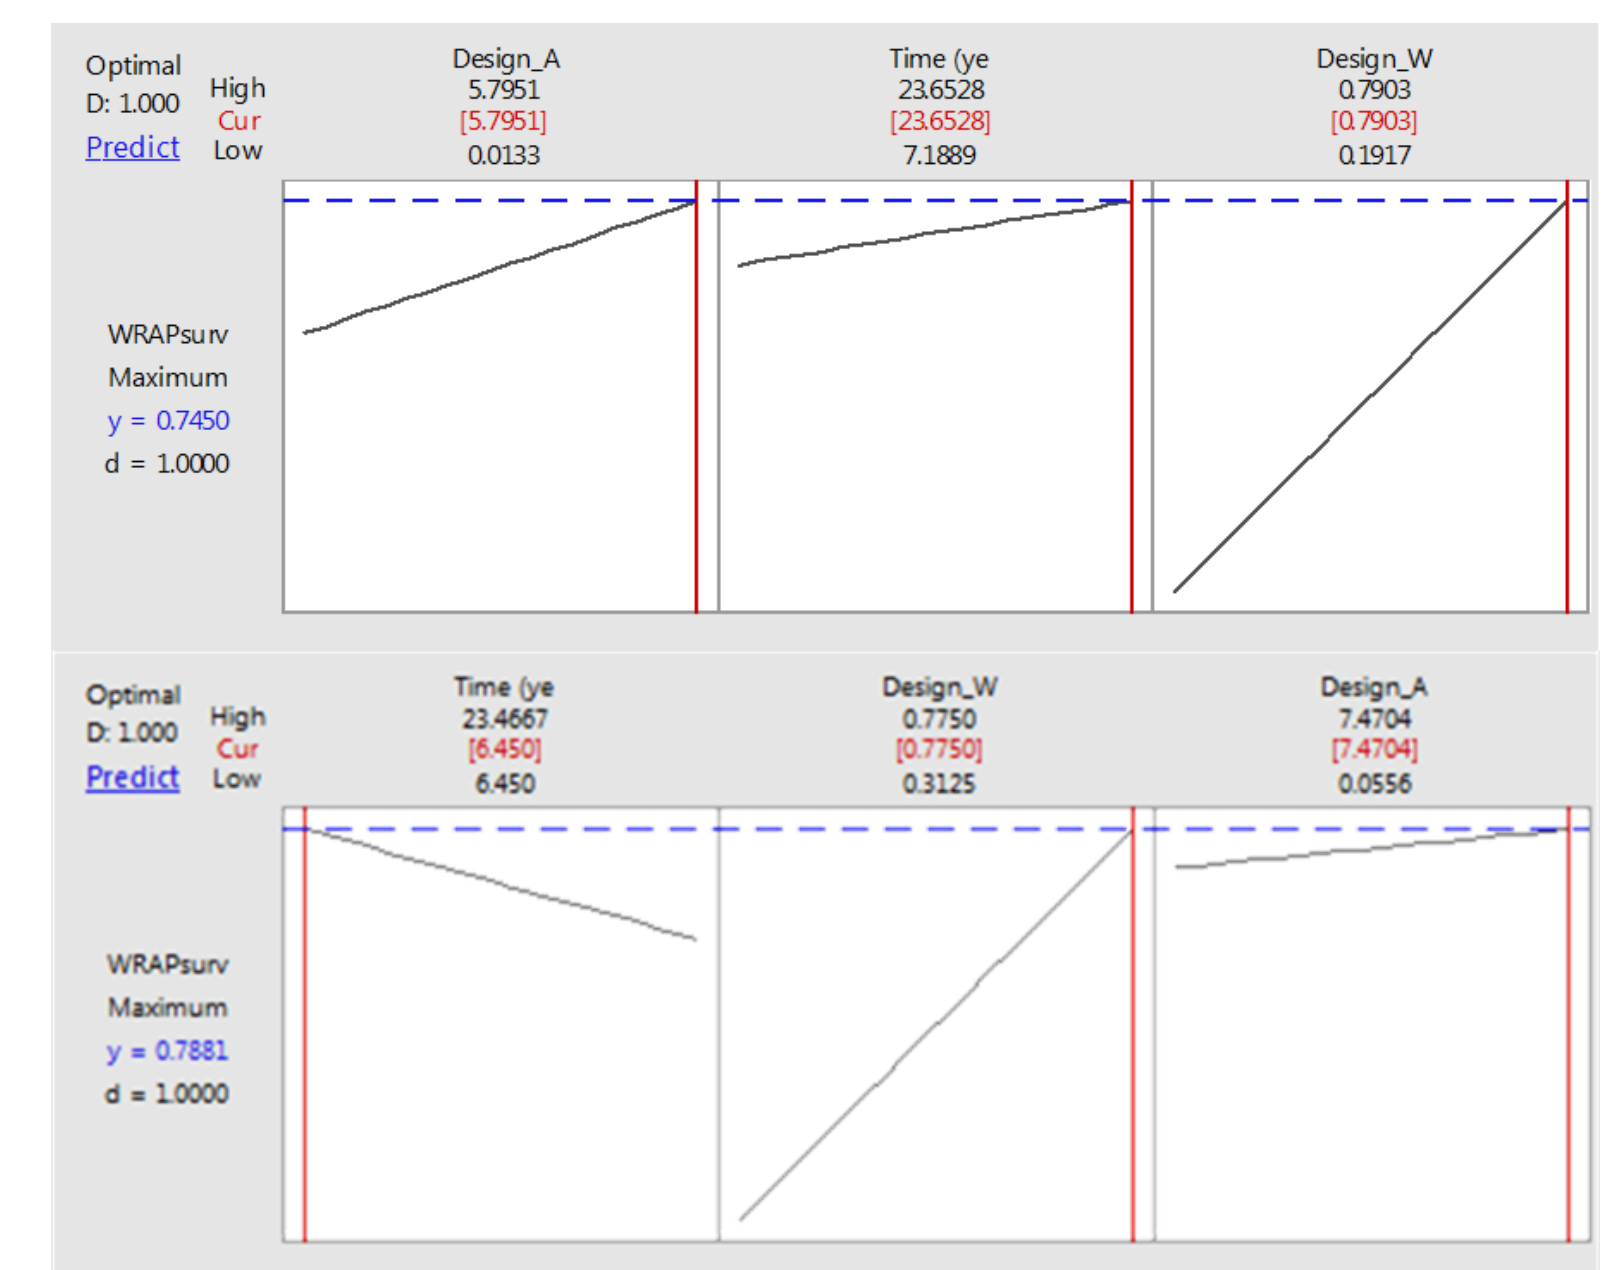 Optimal
D: 1.000
Predict
High
Cur
Low
Design_A
5.7951
[5.7951]
0.0133
Time (ye
23.6528
[23.6528]
7.1889
Design_W
0.7903
[0.7903]
0.1917
WRAPsurv
Maximum
y = 0.7450
d = 1.0000
Optimal
D: 1.000
Predict
High
Cur
Low
Time (ye
23.4667
[6.450]
6.450
Design_W
0.7750
[0.7750]
0.3125
Design_A
7.4704
[7.4704]
0.0556
WRAPsurv
Maximum
y = 0.7881
d = 1.0000